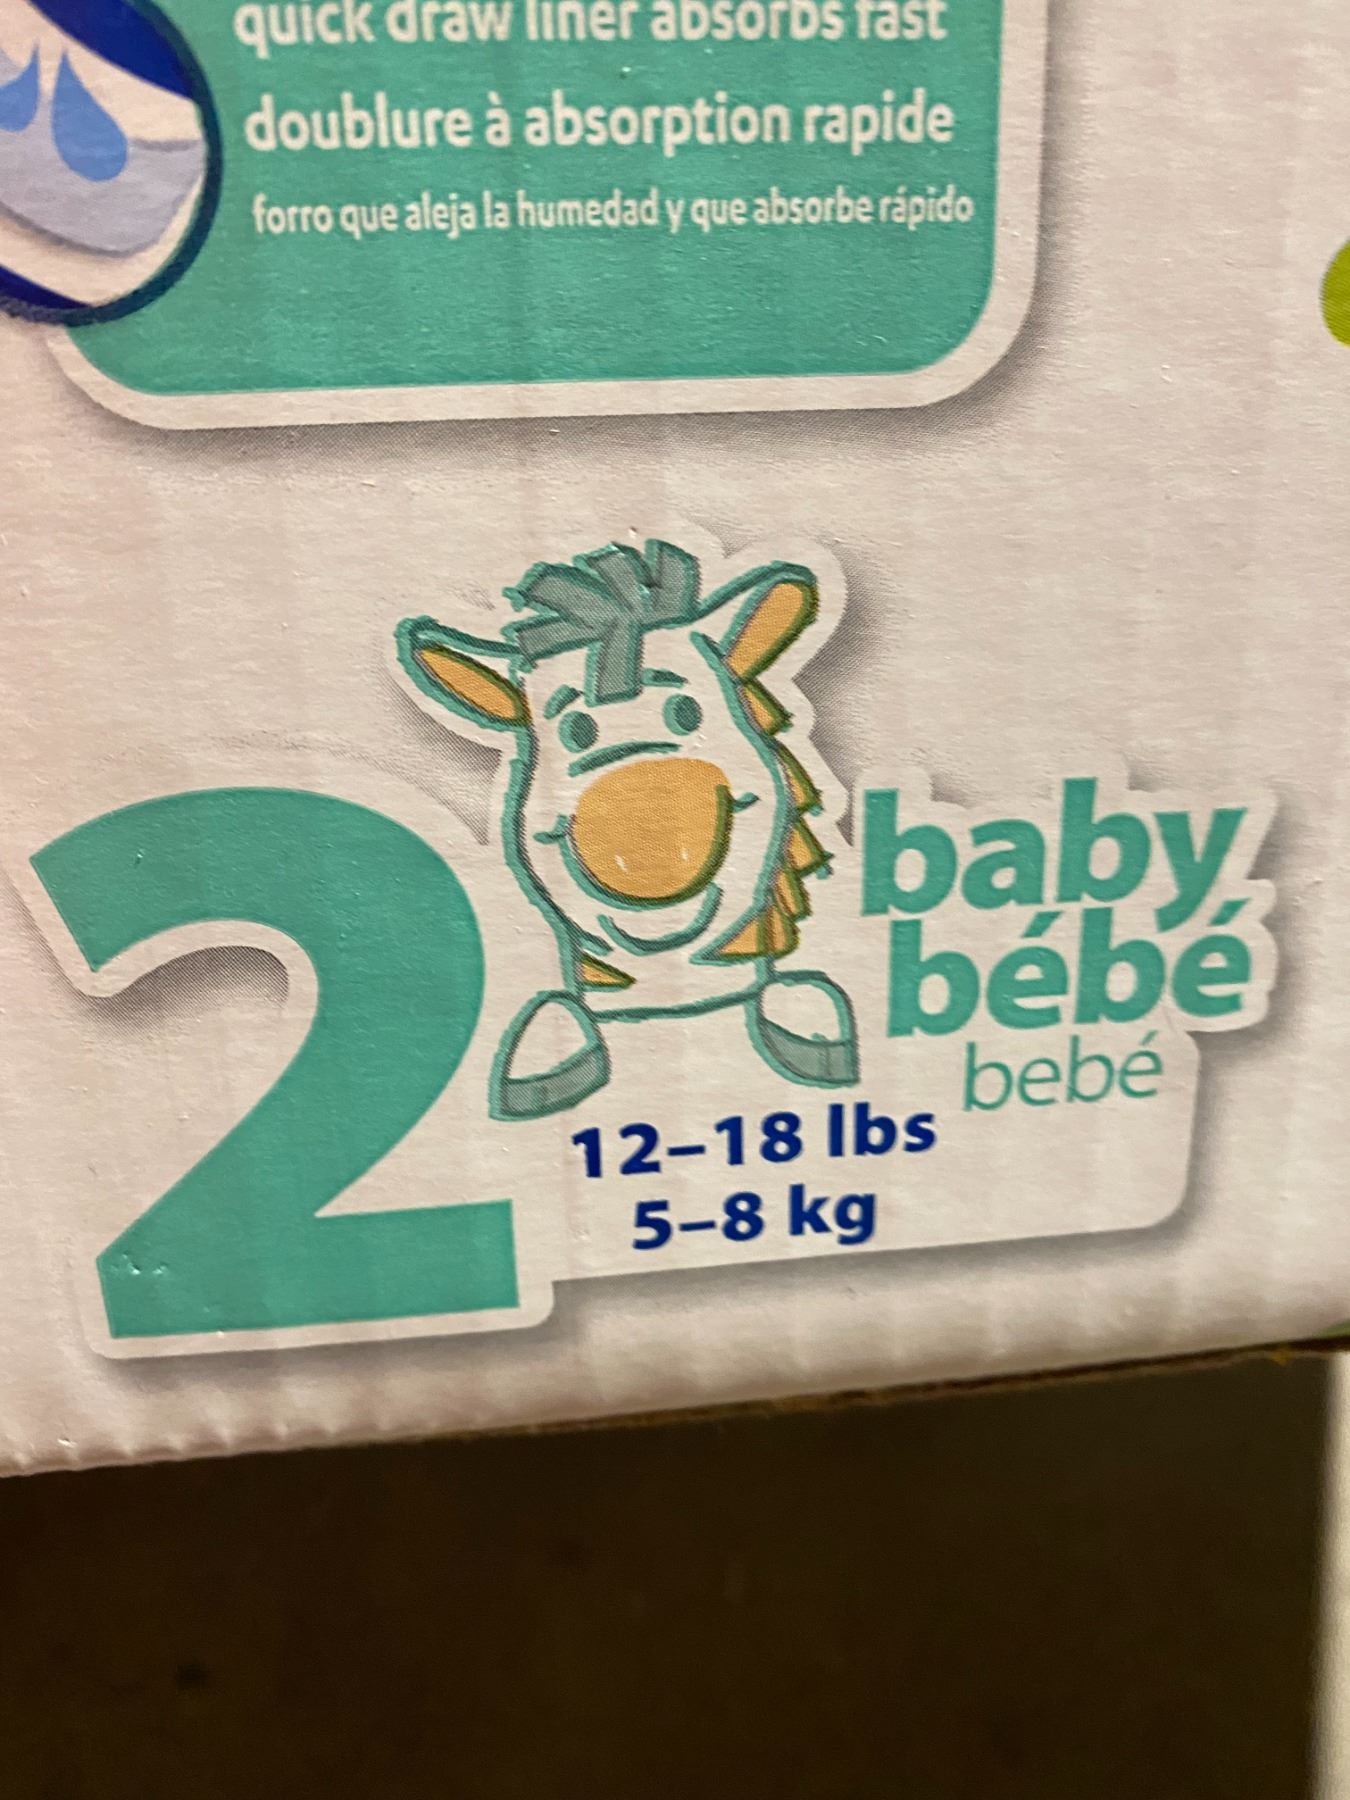 quick draw liner absorbs fast
doublure à absorption rapide
forro que aleja la humedad y que absorbe rápido
2
baby
bébé
bebé
12–18 lbs
5–8 kg